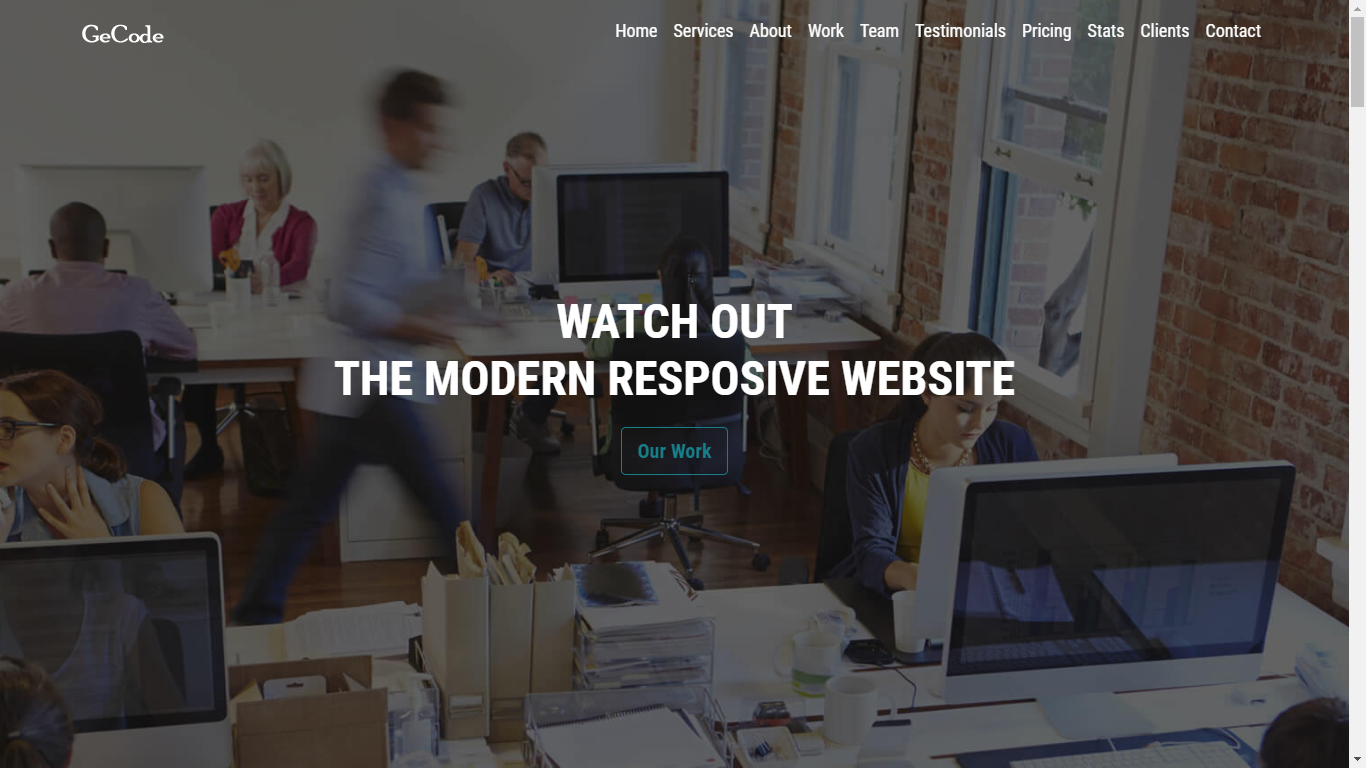 GeCode
Home Services About Work Team Testimonials Pricing Stats Clients Contact
WATCH OUT
THE MODERN RESPOSIVE WEBSITE
Our Work